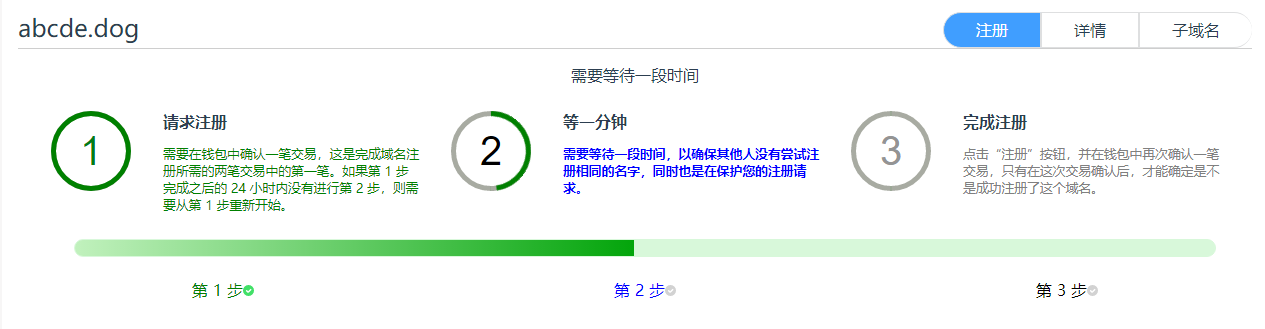 abcde.dog
注册
详情
子域名
需要等待一段时间
1
请求注册
需要在钱包中确认一笔交易，这是完成域名注
册所需的两笔交易中的第一笔。如果第 1 步
完成之后的 24 小时内没有进行第 2 步，则需
要从第 1 步重新开始。
2
等一分钟
需要等待一段时间，以确保其他人没有尝试注
册相同的名字，同时也是在保护您的注册请
求。
3
完成注册
点击“注册”按钮，并在钱包中再次确认一笔
交易，只有在这次交易确认后，才能确定是不
是成功注册了这个域名。
第 1 步
第 2 步
第 3 步